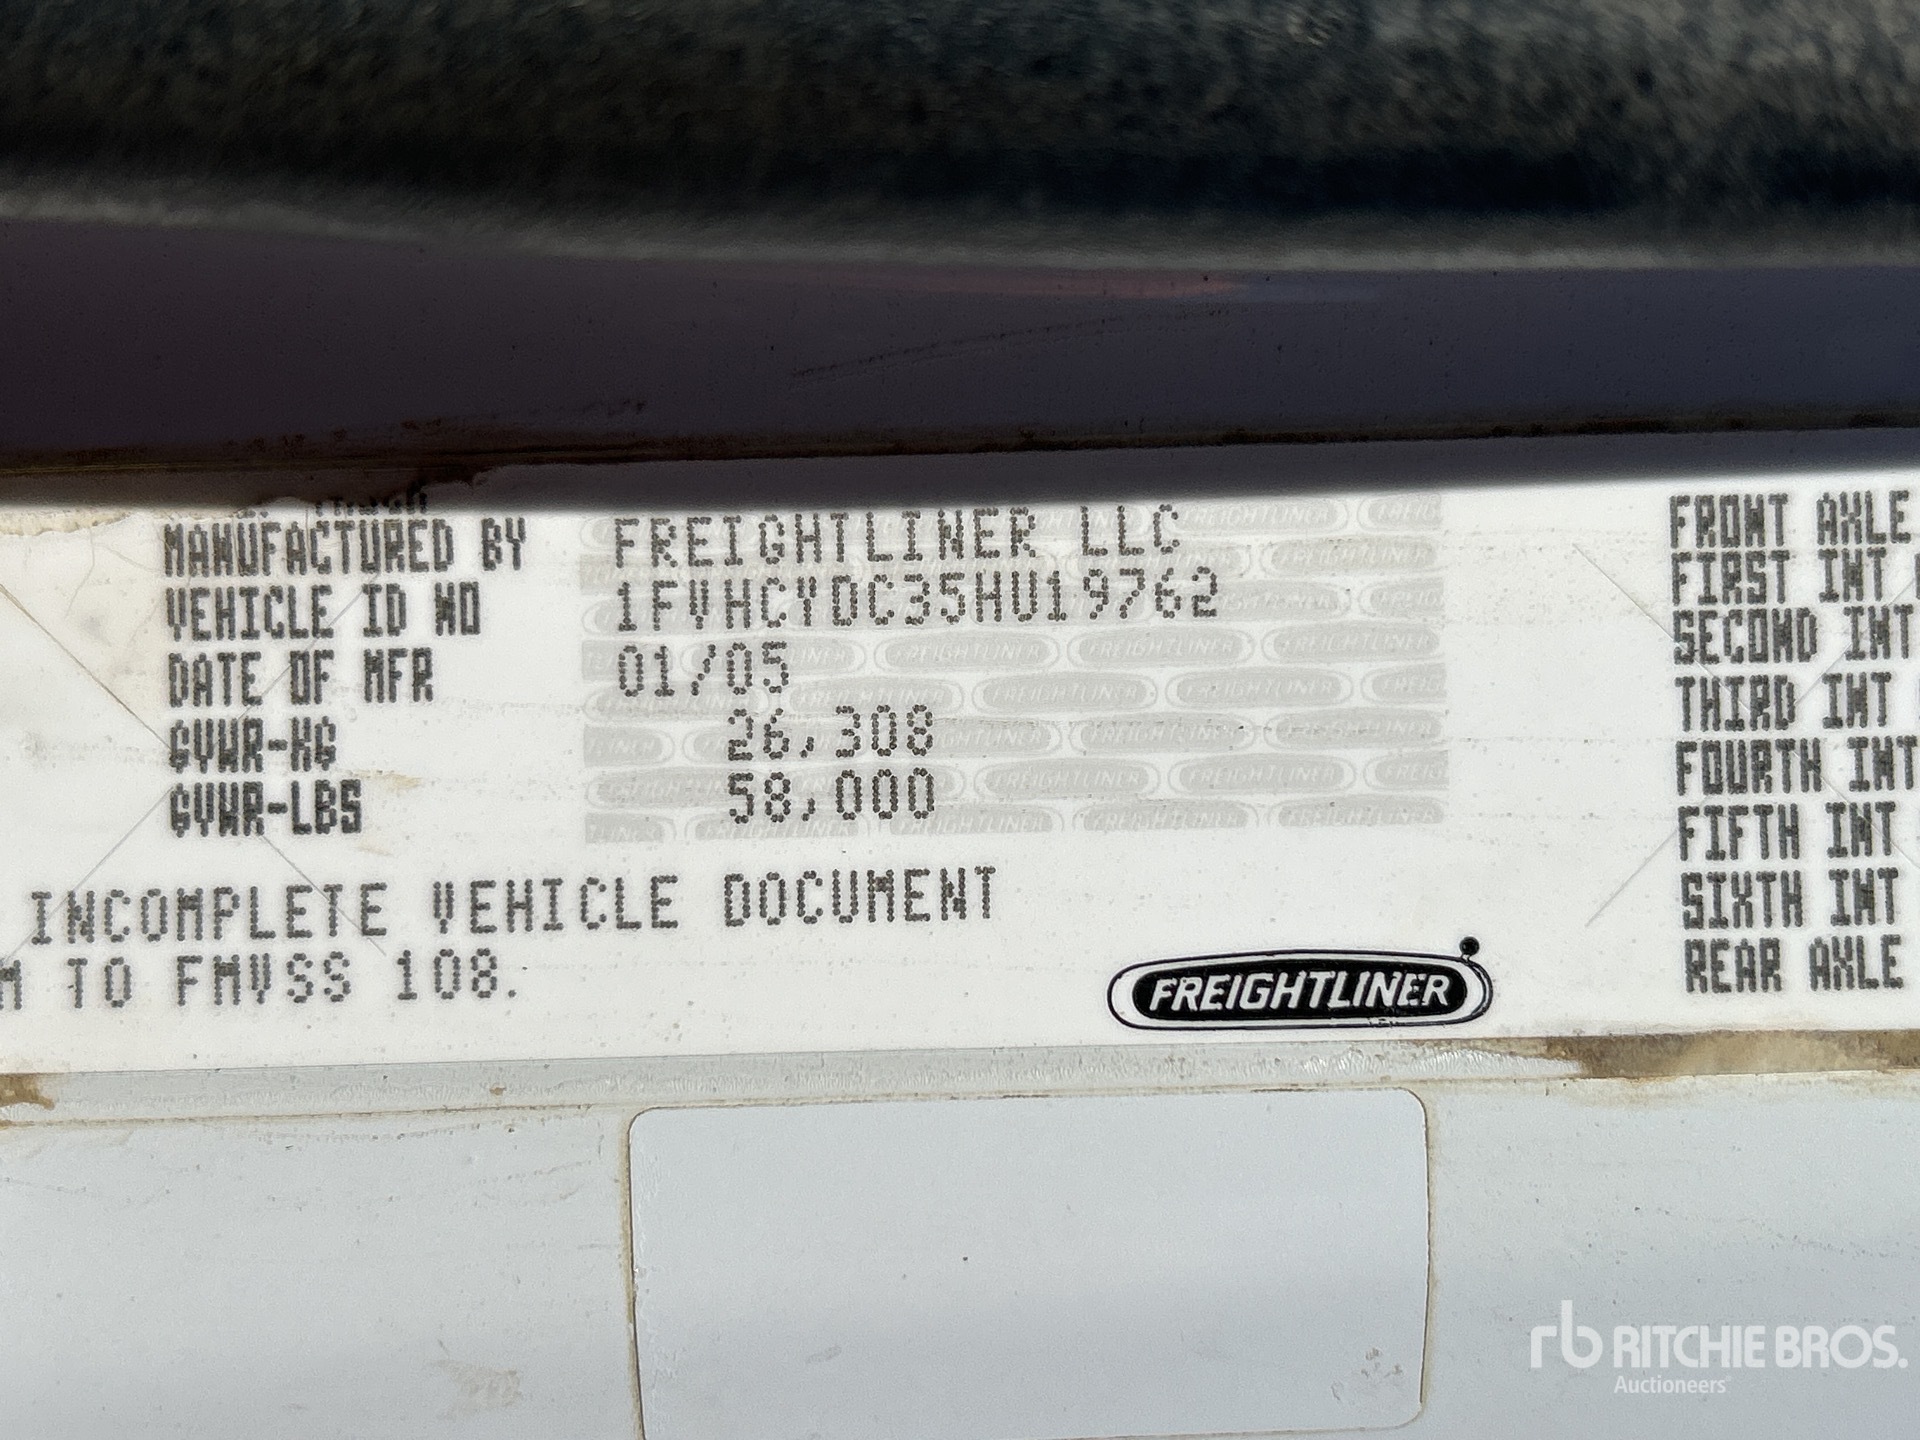 MANUFACTURED BY FREIGHTLINER LLC
VEHICLE ID NO 1FVHCYDC35HU19762
DATE OF MFR 01/05
GVWR-KG 26,308
GVWR-LBS 58,000
INCOMPLETE VEHICLE DOCUMENT
M TO FMVSS 108.
FREIGHTLINER
FRONT AXLE
FIRST INT
SECOND INT
THIRD INT
FOURTH INT
FIFTH INT
SIXTH INT
REAR AXLE
rb RITCHIE BROS.
Auctioneers